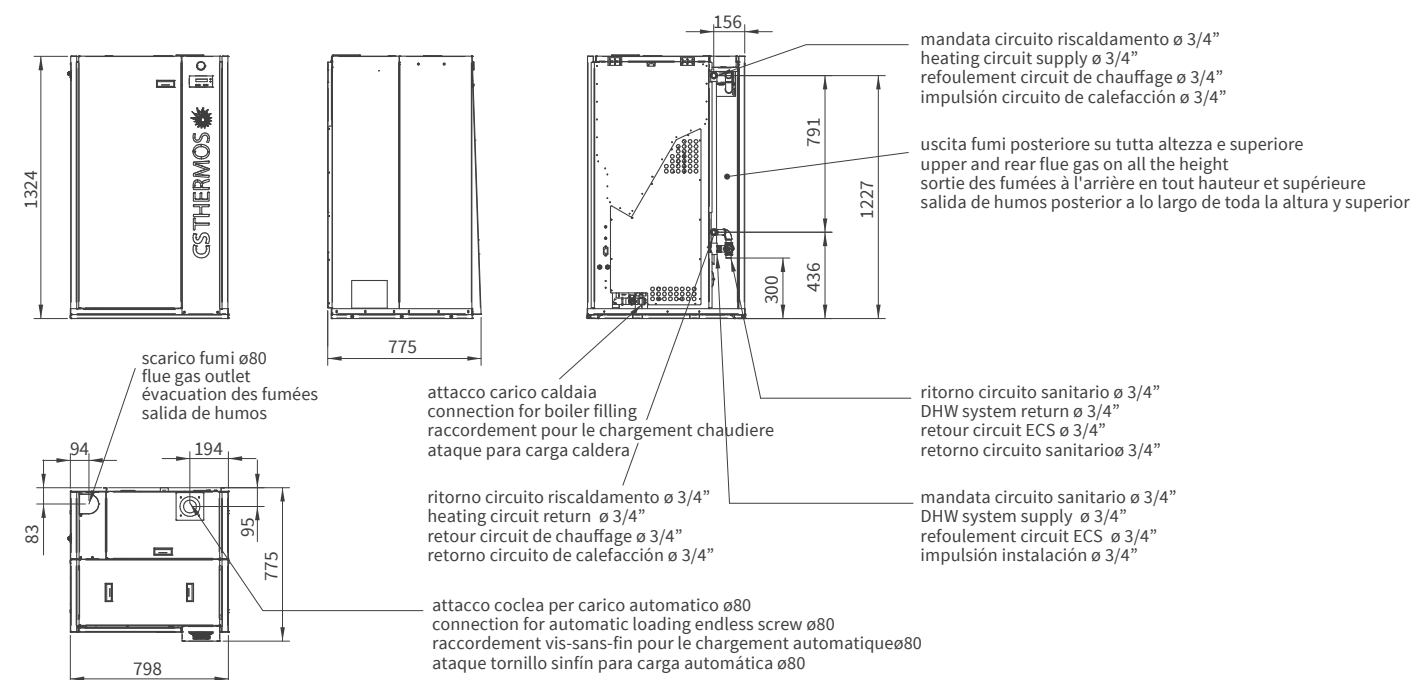 156
mandata circuito riscaldamento ø 3/4”
heating circuit supply ø 3/4”
refoulement circuit de chauffage ø 3/4”
impulsión circuito de calefacción ø 3/4”
1324
CS THERMOS
791
1227
436
300
uscita fumi posteriore su tutta altezza e superiore
upper and rear flue gas on all the height
sortie des fumées à l'arrière en tout hauteur et supérieure
salida de humos posterior a lo largo de toda la altura y superior
775
scarico fumi ø80
flue gas outlet
évacuation des fumées
salida de humos
attacco carico caldaia
connection for boiler filling
raccordement pour le chargement chaudiere
ataque para carga caldera
ritorno circuito sanitario ø 3/4”
DHW system return ø 3/4”
retour circuit ECS ø 3/4”
retorno circuito sanitarioø 3/4”
94
194
83
95
775
798
ritorno circuito riscaldamento ø 3/4”
heating circuit return ø 3/4”
retour circuit de chauffage ø 3/4”
retorno circuito de calefacción ø 3/4”
mandata circuito sanitario ø 3/4”
DHW system supply ø 3/4”
refoulement circuit ECS ø 3/4”
impulsión instalación ø 3/4”
attacco coclea per carico automatico ø80
connection for automatic loading endless screw ø80
raccordement vis-sans-fin pour le chargement automatiqueø80
ataque tornillo sinfín para carga automática ø80